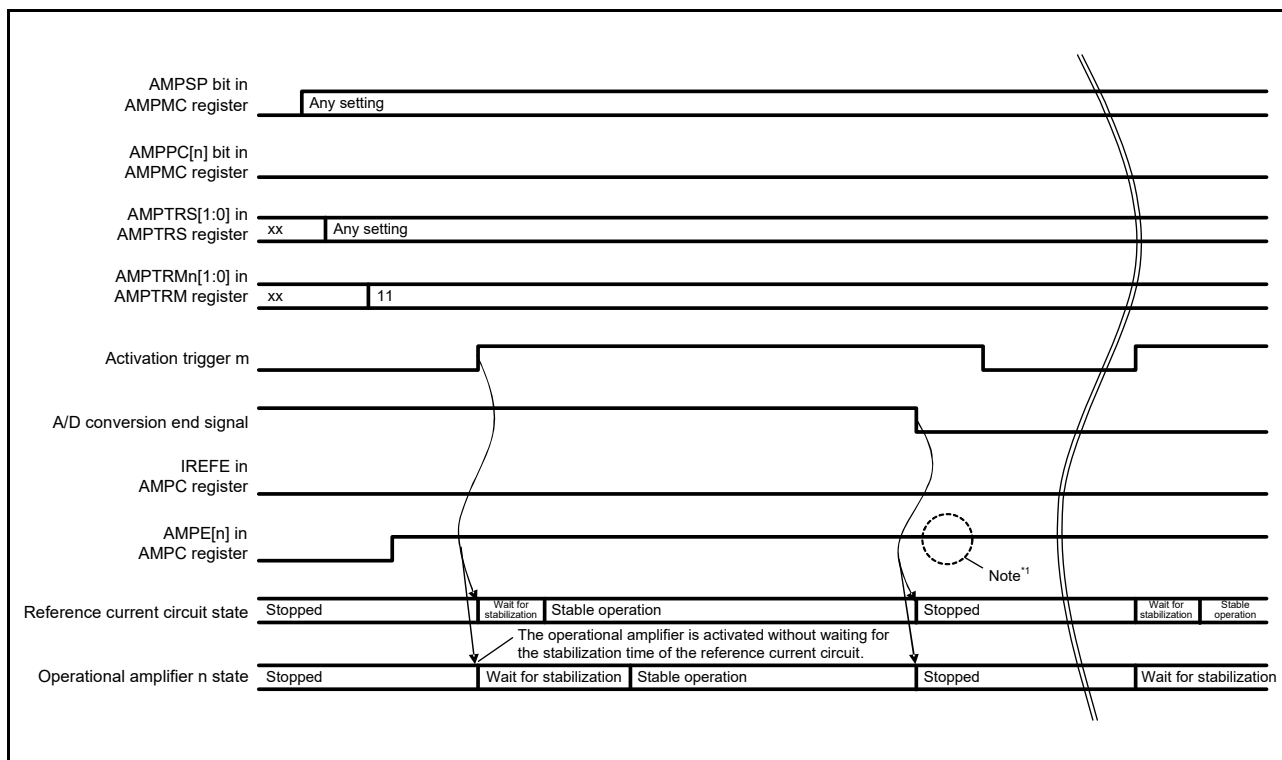 AMPSP bit in
AMPMC register
Any setting
AMPPC[n] bit in
AMPMC register
AMPTRS[1:0] in
AMPTRS register
xx
Any setting
AMPTRMn[1:0] in
AMPTRM register
xx
11
Activation trigger m
A/D conversion end signal
IREFE in
AMPC register
AMPE[n] in
AMPC register
Note*1
Reference current circuit state
Stopped
Wait for
stabilization
Stable operation
Stopped
Wait for
stabilization
Stable
operation
The operational amplifier is activated without waiting for
the stabilization time of the reference current circuit.
Operational amplifier n state
Stopped
Wait for stabilization
Stable operation
Stopped
Wait for stabilization